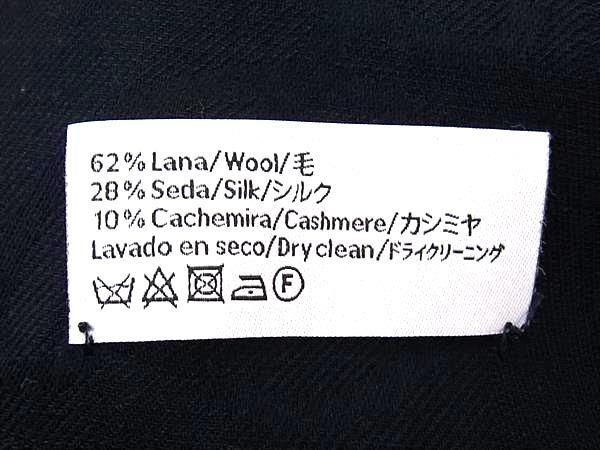 62% Lana/Wool/毛
28% Seda/Silk/シルク
10% Cachemira/Cashmere/カシミヤ
Lavado en seco/Dry clean/ドライクリーニング
F